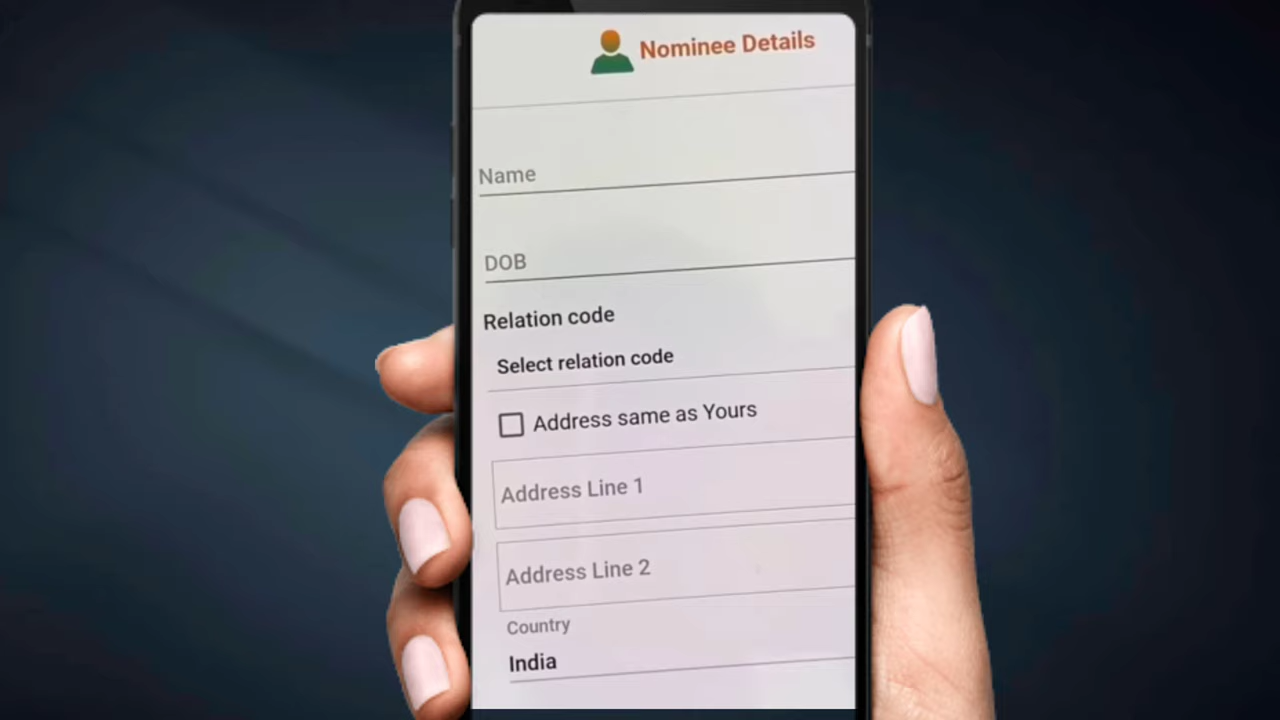 Nominee Details
Name
DOB
Relation code
Select relation code
Address same as Yours
Address Line 1
Address Line 2
Country
India